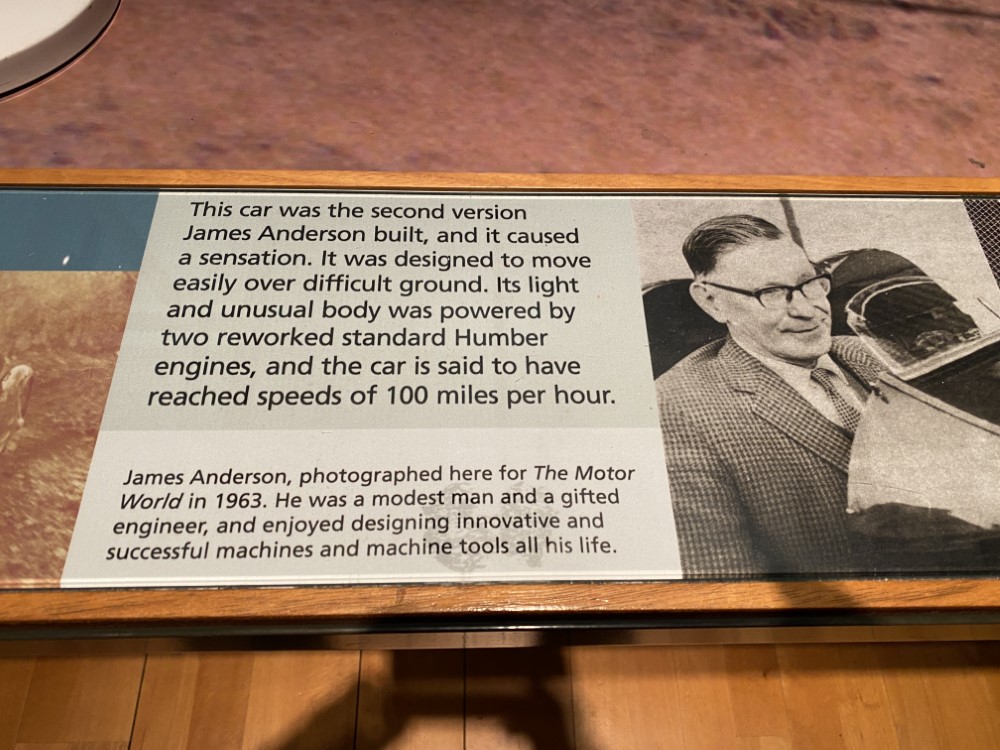 This car was the second version
James Anderson built, and it caused
a sensation. It was designed to move
easily over difficult ground. Its light
and unusual body was powered by
two reworked standard Humber
engines, and the car is said to have
reached speeds of 100 miles per hour.
James Anderson, photographed here for The Motor
World in 1963. He was a modest man and a gifted
engineer, and enjoyed designing innovative and
successful machines and machine tools all his life.